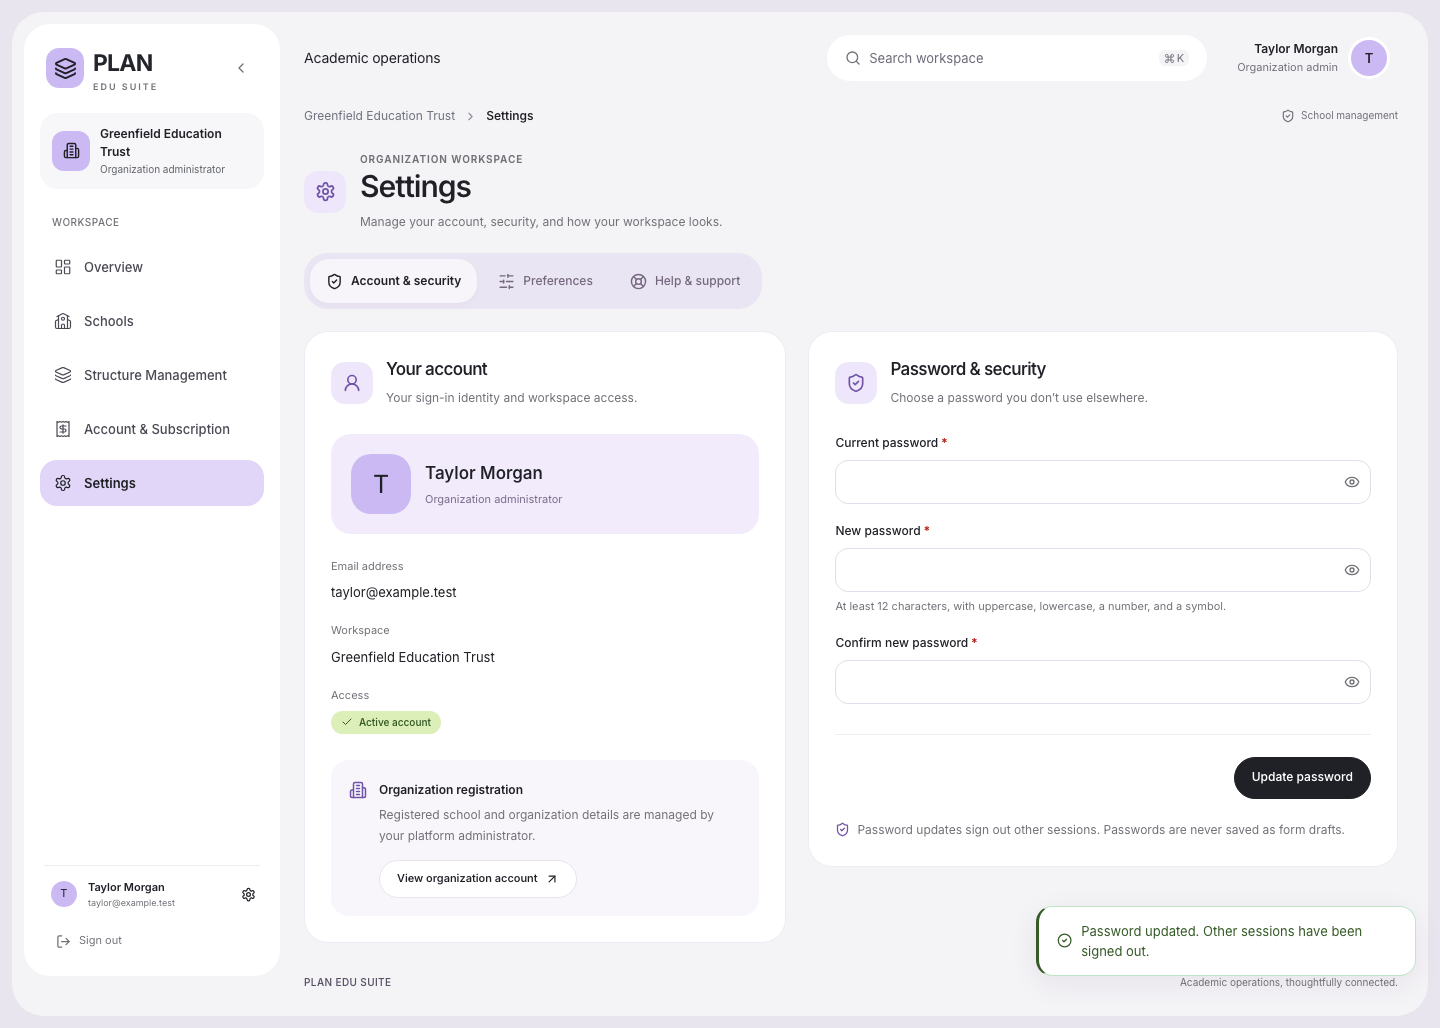 PLAN
EDU SUITE
Greenfield Education
Trust
Organization administrator
WORKSPACE
Overview
Schools
Structure Management
Account & Subscription
Settings
T
Taylor Morgan
taylor@example.test
Sign out
Academic operations
Search workspace
⌘K
Taylor Morgan
Organization admin
T
Greenfield Education Trust
Settings
School management
ORGANIZATION WORKSPACE
Settings
Manage your account, security, and how your workspace looks.
Account & security
Preferences
Help & support
Your account
Your sign-in identity and workspace access.
T
Taylor Morgan
Organization administrator
Email address
taylor@example.test
Workspace
Greenfield Education Trust
Access
Active account
Organization registration
Registered school and organization details are managed by
your platform administrator.
View organization account
Password & security
Choose a password you don’t use elsewhere.
Current password *
New password *
At least 12 characters, with uppercase, lowercase, a number, and a symbol.
Confirm new password *
Update password
Password updates sign out other sessions. Passwords are never saved as form drafts.
Password updated. Other sessions have been
signed out.
PLAN EDU SUITE
Academic operations, thoughtfully connected.